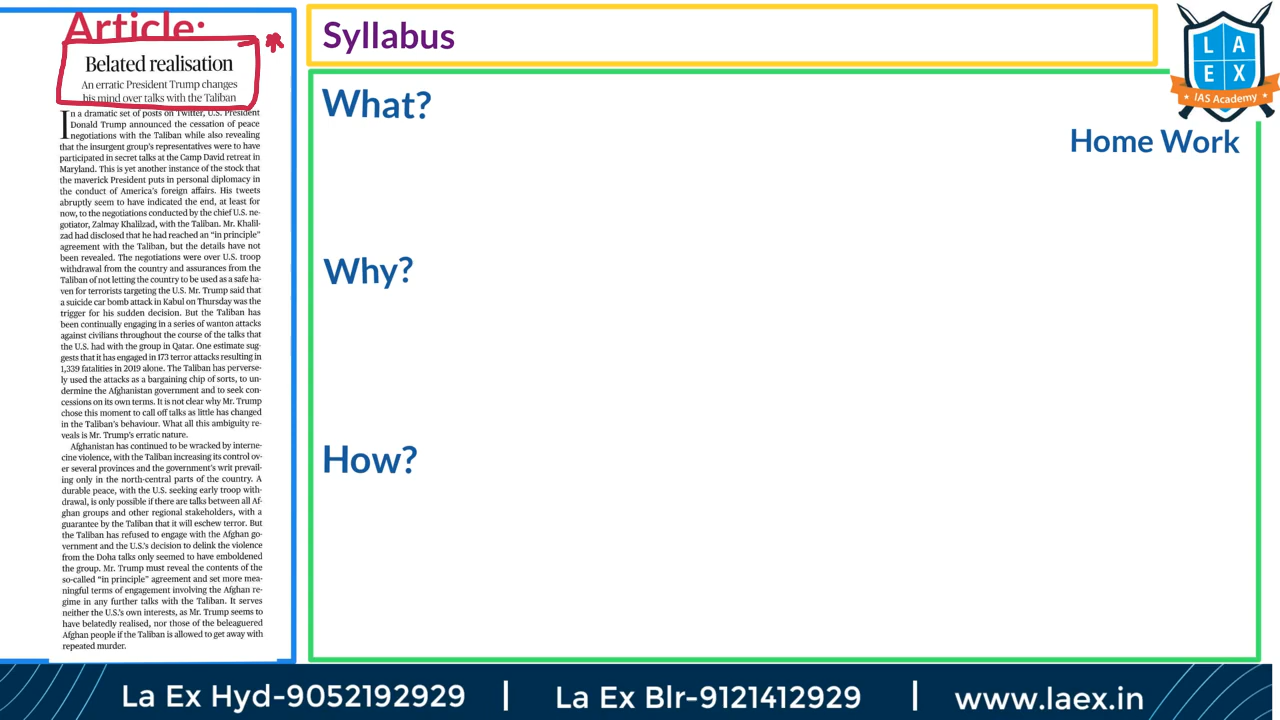 Article:
Belated realisation
An erratic President Trump changes
his mind over talks with the Taliban
In a dramatic set of posts on Twitter, U.S. President
Donald Trump announced the cessation of peace
negotiations with the Taliban while also revealing
that the insurgent group's representatives were to have
participated in secret talks at the Camp David retreat in
Maryland. This is yet another instance of the stock that
the maverick President puts in personal diplomacy in
the conduct of America's foreign affairs. His tweets
abruptly seem to have indicated the end, at least for
now, to the negotiations conducted by the chief U.S. ne-
gotiator, Zalmay Khalilzad, with the Taliban. Mr. Khalil-
zad had disclosed that he had reached an "in principle"
agreement with the Taliban, but the details have not
been revealed. The negotiations were over U.S. troop
withdrawal from the country and assurances from the
Taliban of not letting the country to be used as a safe ha-
ven for terrorists targeting the U.S. Mr. Trump said that
a suicide car bomb attack in Kabul on Thursday was the
trigger for his sudden decision. But the Taliban has
been continually engaging in a series of wanton attacks
against civilians throughout the course of the talks that
the U.S. had with the group in Qatar. One estimate sug-
gests that it has engaged in 173 terror attacks resulting in
1,339 fatalities in 2019 alone. The Taliban has perverse-
ly used the attacks as a bargaining chip of sorts, to un-
dermine the Afghanistan government and to seek con-
cessions on its own terms. It is not clear why Mr. Trump
chose this moment to call off talks as little has changed
in the Taliban's behaviour. What all this ambiguity re-
veals is Mr. Trump's erratic nature.
Afghanistan has continued to be wracked by interne-
cine violence, with the Taliban increasing its control ov-
er several provinces and the government's writ prevail-
ing only in the north-central parts of the country. A
durable peace, with the U.S. seeking early troop with-
drawal, is only possible if there are talks between all Af-
ghan groups and other regional stakeholders, with a
guarantee by the Taliban that it will eschew terror. But
the Taliban has refused to engage with the Afghan go-
vernment and the U.S.'s decision to delink the violence
from the Doha talks only seemed to have emboldened
the group. Mr. Trump must reveal the contents of the
so-called "in principle" agreement and set more mea-
ningful terms of engagement involving the Afghan re-
gime in any further talks with the Taliban. It serves
neither the U.S.'s own interests, as Mr. Trump seems to
have belatedly realised, nor those of the beleaguered
Afghan people if the Taliban is allowed to get away with
repeated murder.
Syllabus
What?
Home Work
Why?
How?
L A
E X
IAS Academy
La Ex Hyd-9052192929 | La Ex Blr-9121412929 | www.laex.in